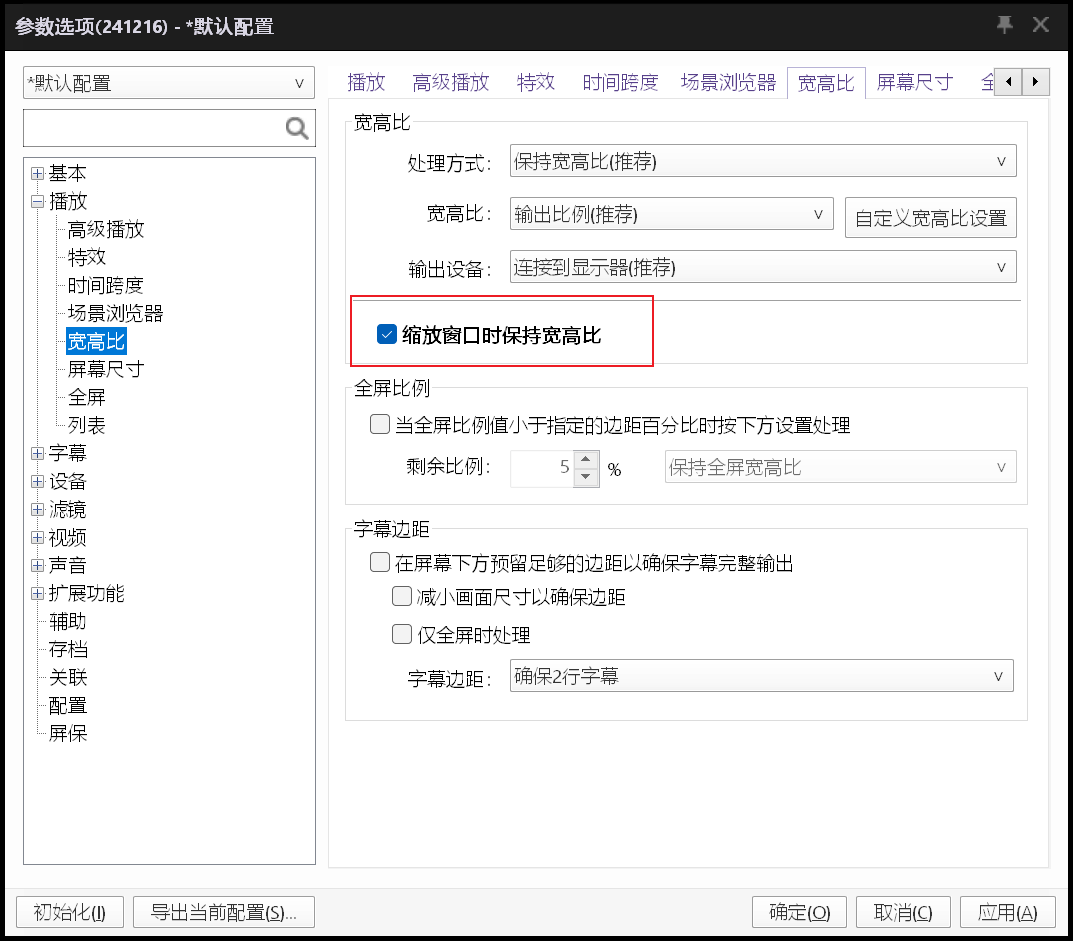 参数选项(241216) - *默认配置
*默认配置
基本
播放
高级播放
特效
时间跨度
场景浏览器
宽高比
屏幕尺寸
全屏
列表
字幕
设备
滤镜
视频
声音
扩展功能
辅助
存档
关联
配置
屏保
播放 高级播放 特效 时间跨度 场景浏览器 宽高比 屏幕尺寸 全
宽高比
处理方式: 保持宽高比(推荐)
宽高比: 输出比例(推荐) 自定义宽高比设置
输出设备: 连接到显示器(推荐)
缩放窗口时保持宽高比
全屏比例
当全屏比例值小于指定的边距百分比时按下方设置处理
剩余比例: 5 % 保持全屏宽高比
字幕边距
在屏幕下方预留足够的边距以确保字幕完整输出
减小画面尺寸以确保边距
仅全屏时处理
字幕边距: 确保2行字幕
初始化(I) 导出当前配置(S)... 确定(O) 取消(C) 应用(A)